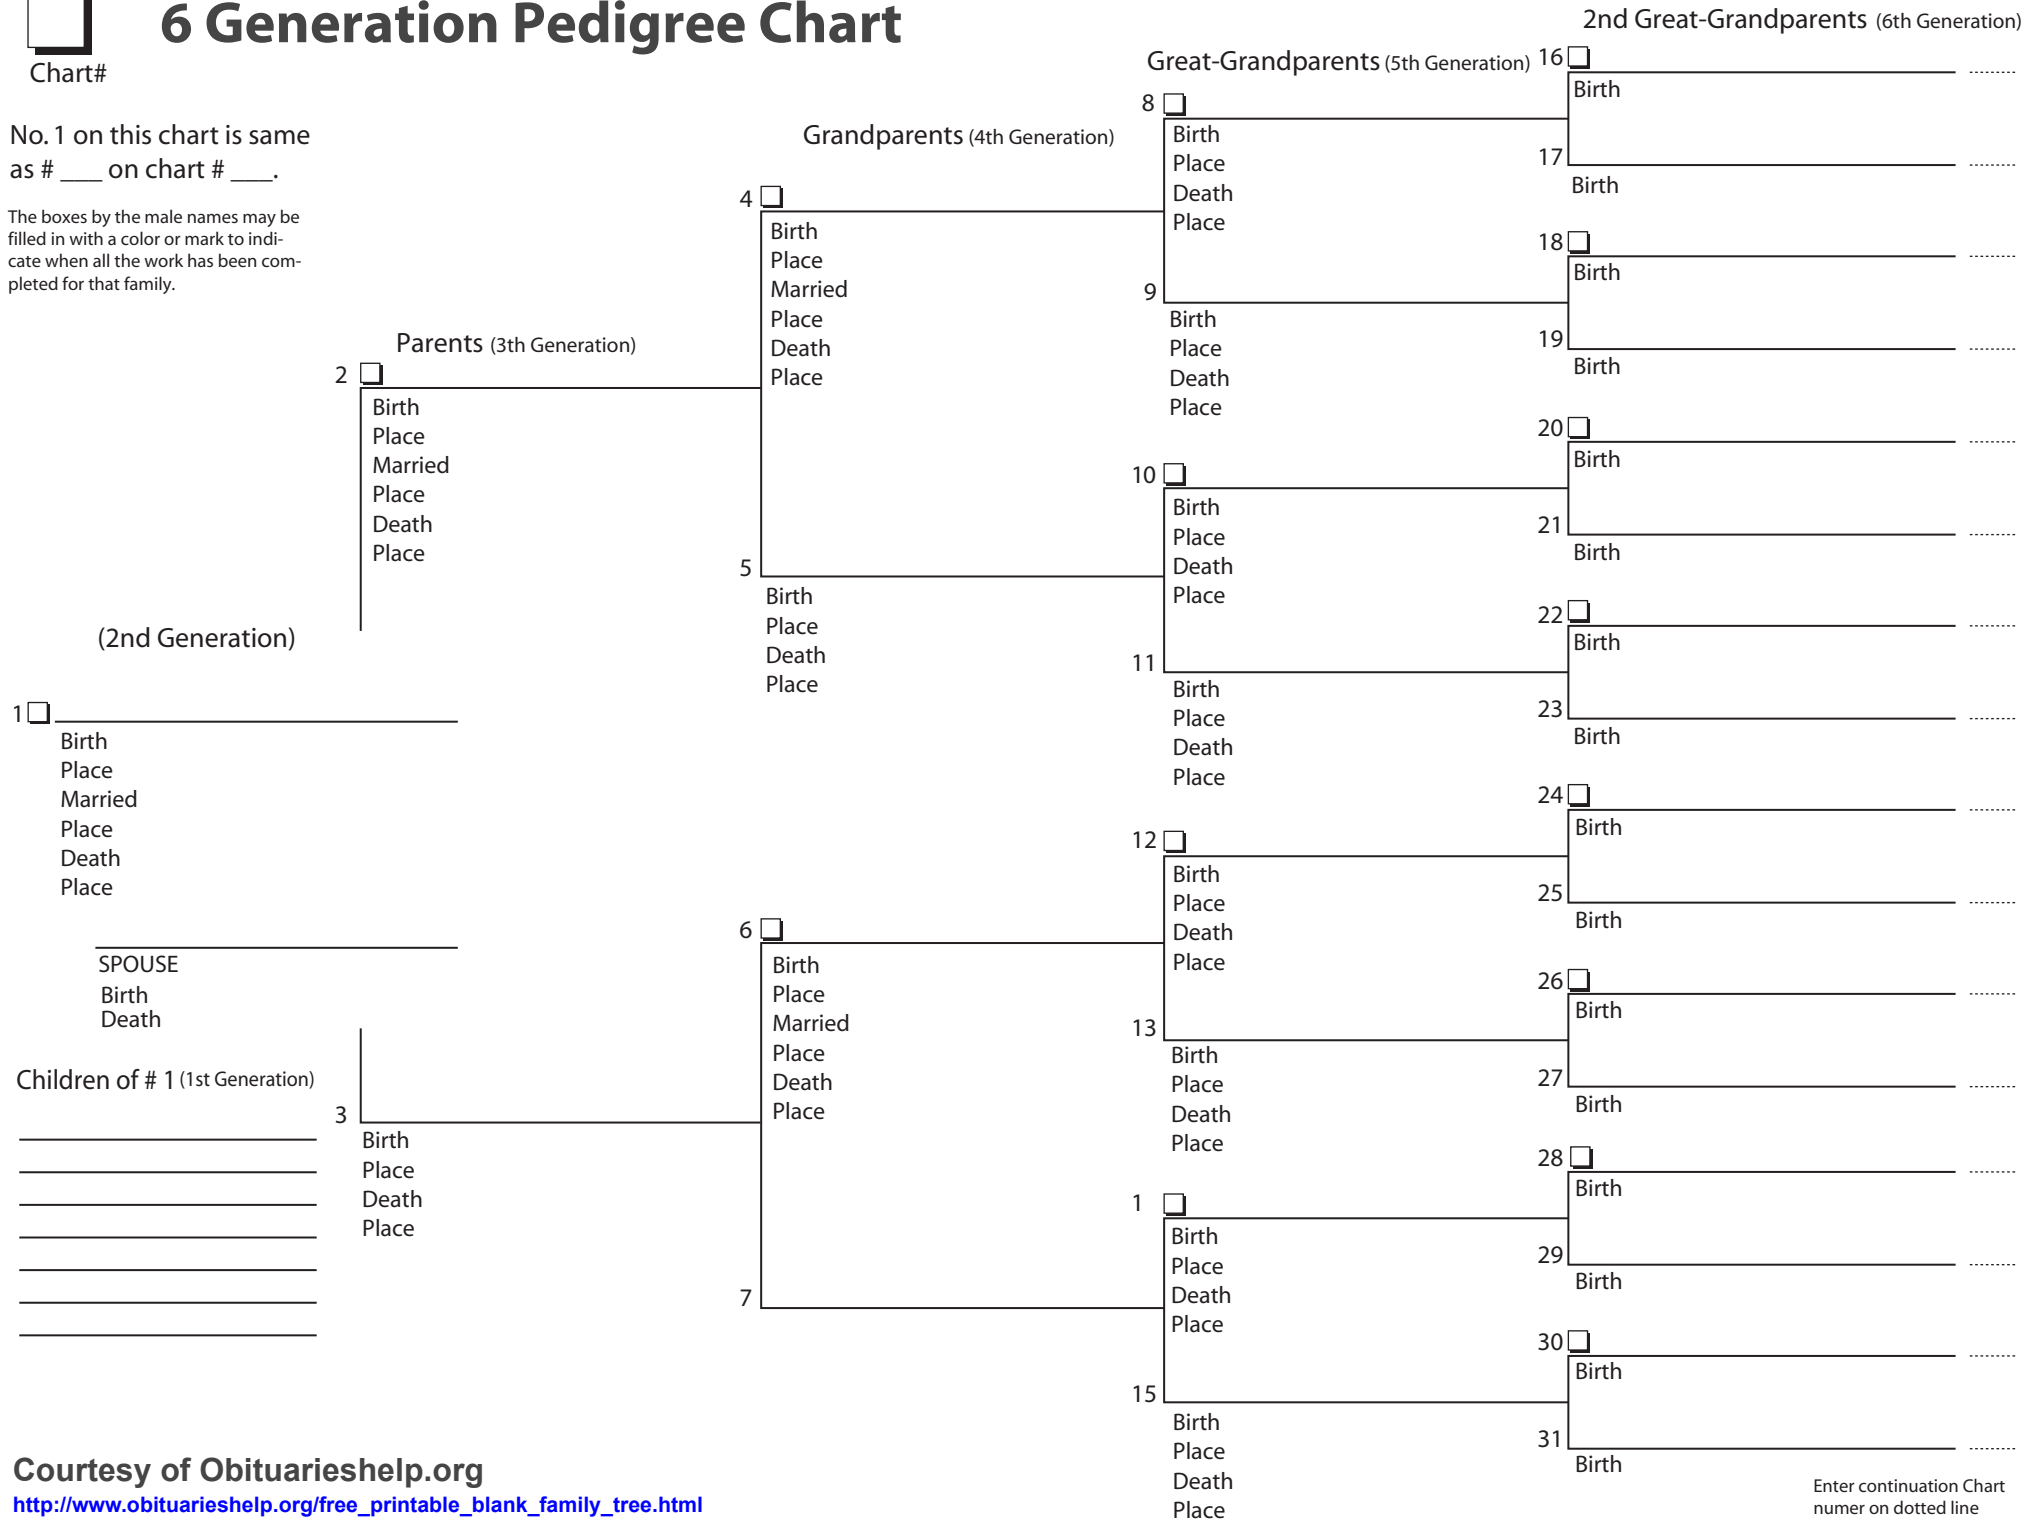 6 Generation Pedigree Chart
Chart#
No. 1 on this chart is same
as # ___ on chart # ___.
The boxes by the male names may be
filled in with a color or mark to indi-
cate when all the work has been com-
pleted for that family.
(2nd Generation)
1
Birth
Place
Married
Place
Death
Place
SPOUSE
Birth
Death
Children of # 1 (1st Generation)
Parents (3th Generation)
2
Birth
Place
Married
Place
Death
Place
3
Birth
Place
Death
Place
Grandparents (4th Generation)
4
Birth
Place
Married
Place
Death
Place
5
Birth
Place
Death
Place
6
Birth
Place
Married
Place
Death
Place
7
Great-Grandparents (5th Generation)
8
Birth
Place
Death
Place
9
Birth
Place
Death
Place
10
Birth
Place
Death
Place
11
Birth
Place
Death
Place
12
Birth
Place
Death
Place
13
Birth
Place
Death
Place
1
Birth
Place
Death
Place
15
Birth
Place
Death
Place
2nd Great-Grandparents (6th Generation)
16
Birth
17
Birth
18
Birth
19
Birth
20
Birth
21
Birth
22
Birth
23
Birth
24
Birth
25
Birth
26
Birth
27
Birth
28
Birth
29
Birth
30
Birth
31
Birth
Enter continuation Chart
numer on dotted line
Courtesy of Obituarieshelp.org
http://www.obituarieshelp.org/free_printable_blank_family_tree.html